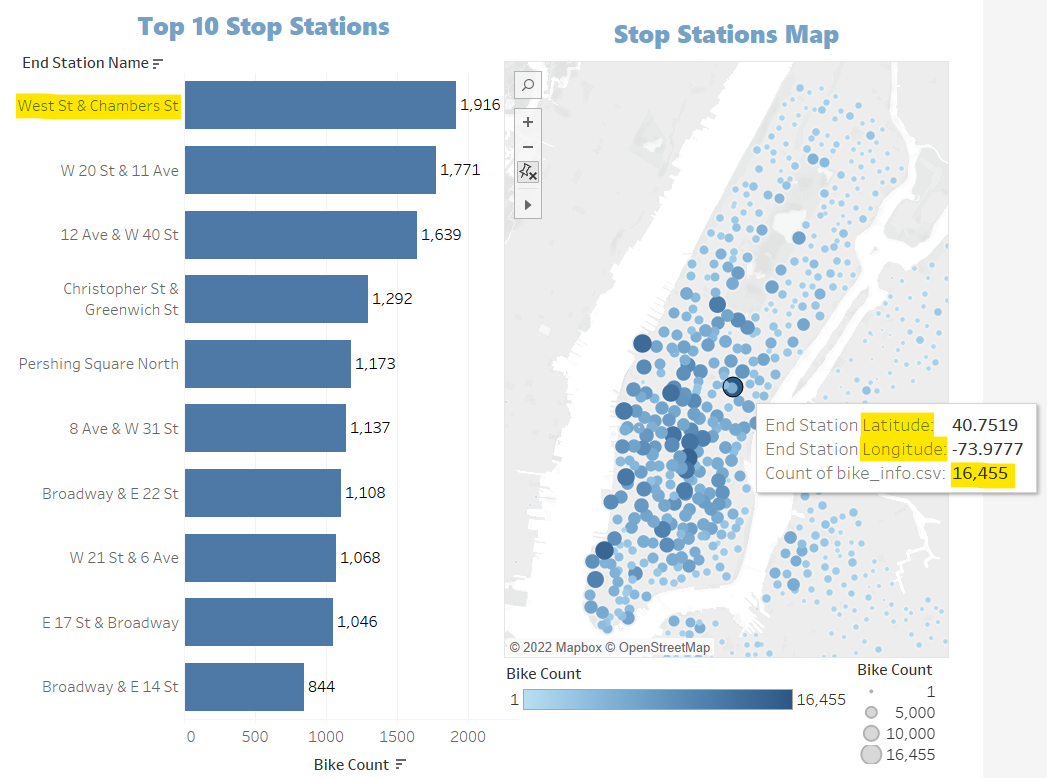 Top 10 Stop Stations
End Station Name
West St & Chambers St
1,916
W 20 St & 11 Ave
1,771
12 Ave & W 40 St
1,639
Christopher St &
Greenwich St
1,292
Pershing Square North
1,173
8 Ave & W 31 St
1,137
Broadway & E 22 St
1,108
W 21 St & 6 Ave
1,068
E 17 St & Broadway
1,046
Broadway & E 14 St
844
0 500 1000 1500 2000
Bike Count
Stop Stations Map
End Station Latitude: 40.7519
End Station Longitude: -73.9777
Count of bike_info.csv: 16,455
© 2022 Mapbox © OpenStreetMap
Bike Count
1 16,455
Bike Count
1
5,000
10,000
16,455